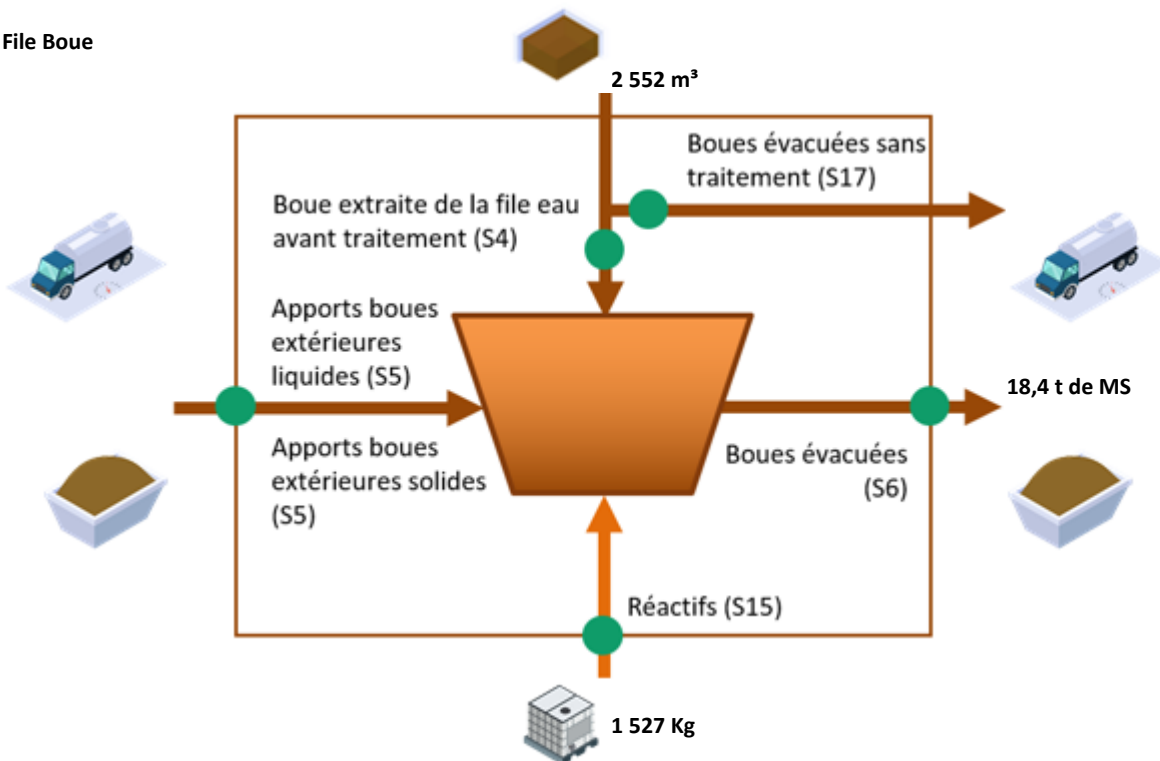 File Boue
2 552 m³
Boues évacuées sans
traitement (S17)
Boue extraite de la file eau
avant traitement (S4)
Apports boues
extérieures
liquides (S5)
18,4 t de MS
Apports boues
extérieures solides
(S5)
Boues évacuées
(S6)
Réactifs (S15)
1 527 Kg